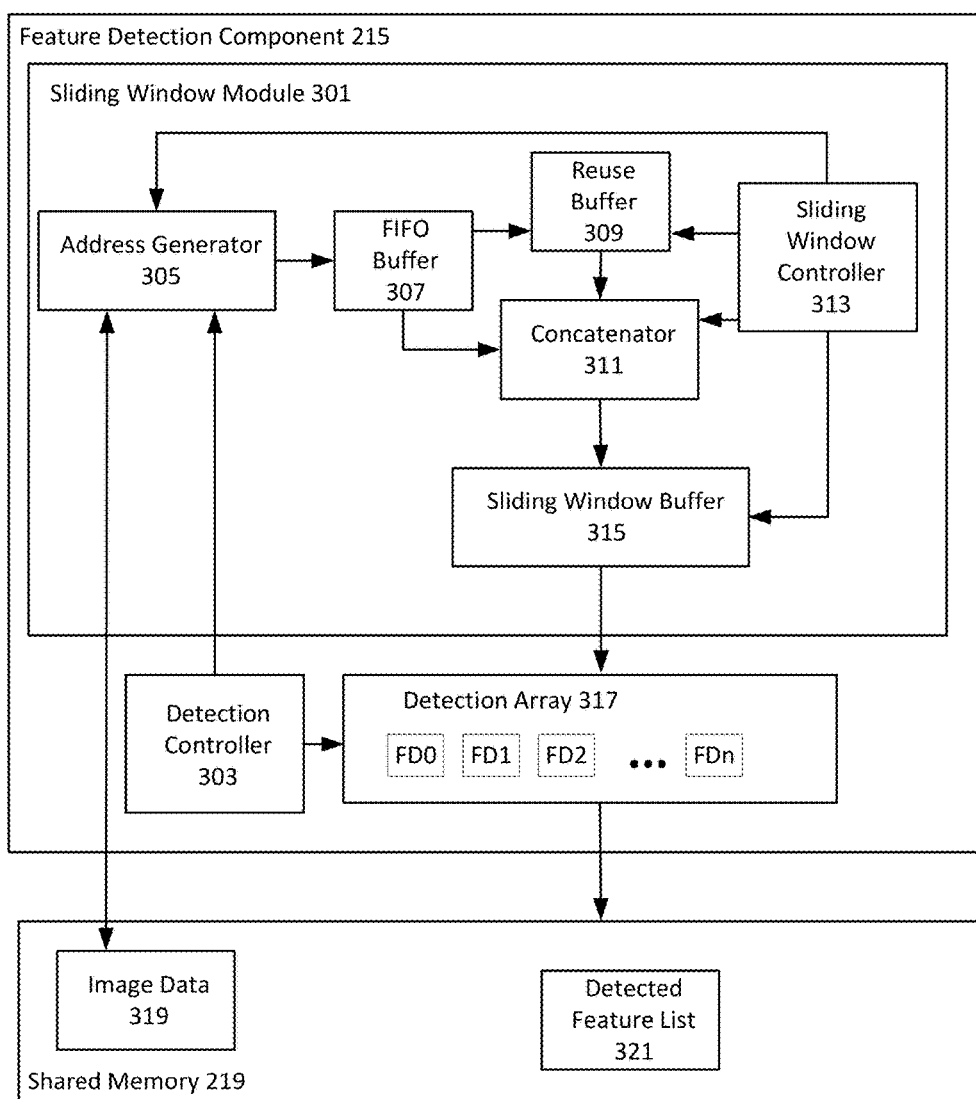 Feature Detection Component 215
Sliding Window Module 301
Address Generator
305
FIFO
Buffer
307
Reuse
Buffer
309
Sliding
Window
Controller
313
Concatenator
311
Sliding Window Buffer
315
Detection
Controller
303
Detection Array 317
FD0 FD1 FD2 ••• FDn
Image Data
319
Detected
Feature List
321
Shared Memory 219